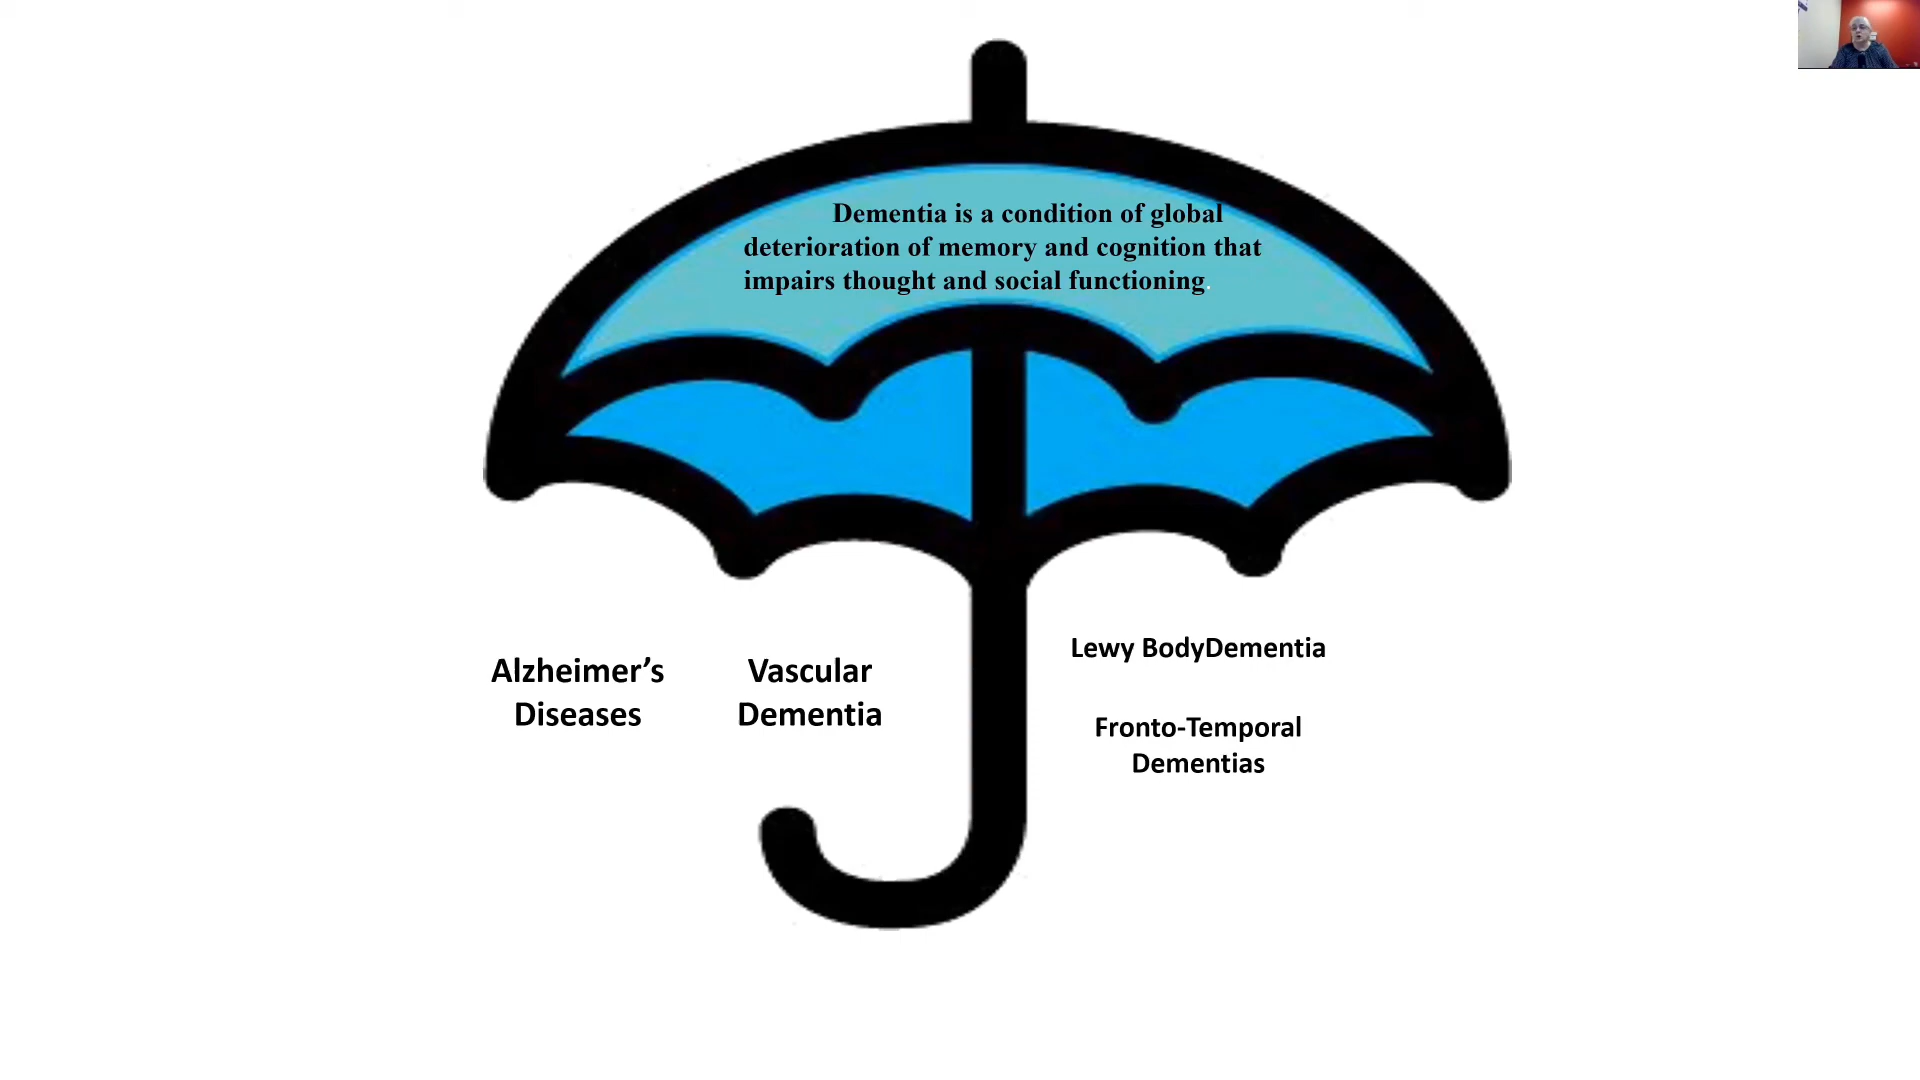 Dementia is a condition of global
deterioration of memory and cognition that
impairs thought and social functioning.
Alzheimer’s
Diseases
Vascular
Dementia
Lewy BodyDementia
Fronto-Temporal
Dementias